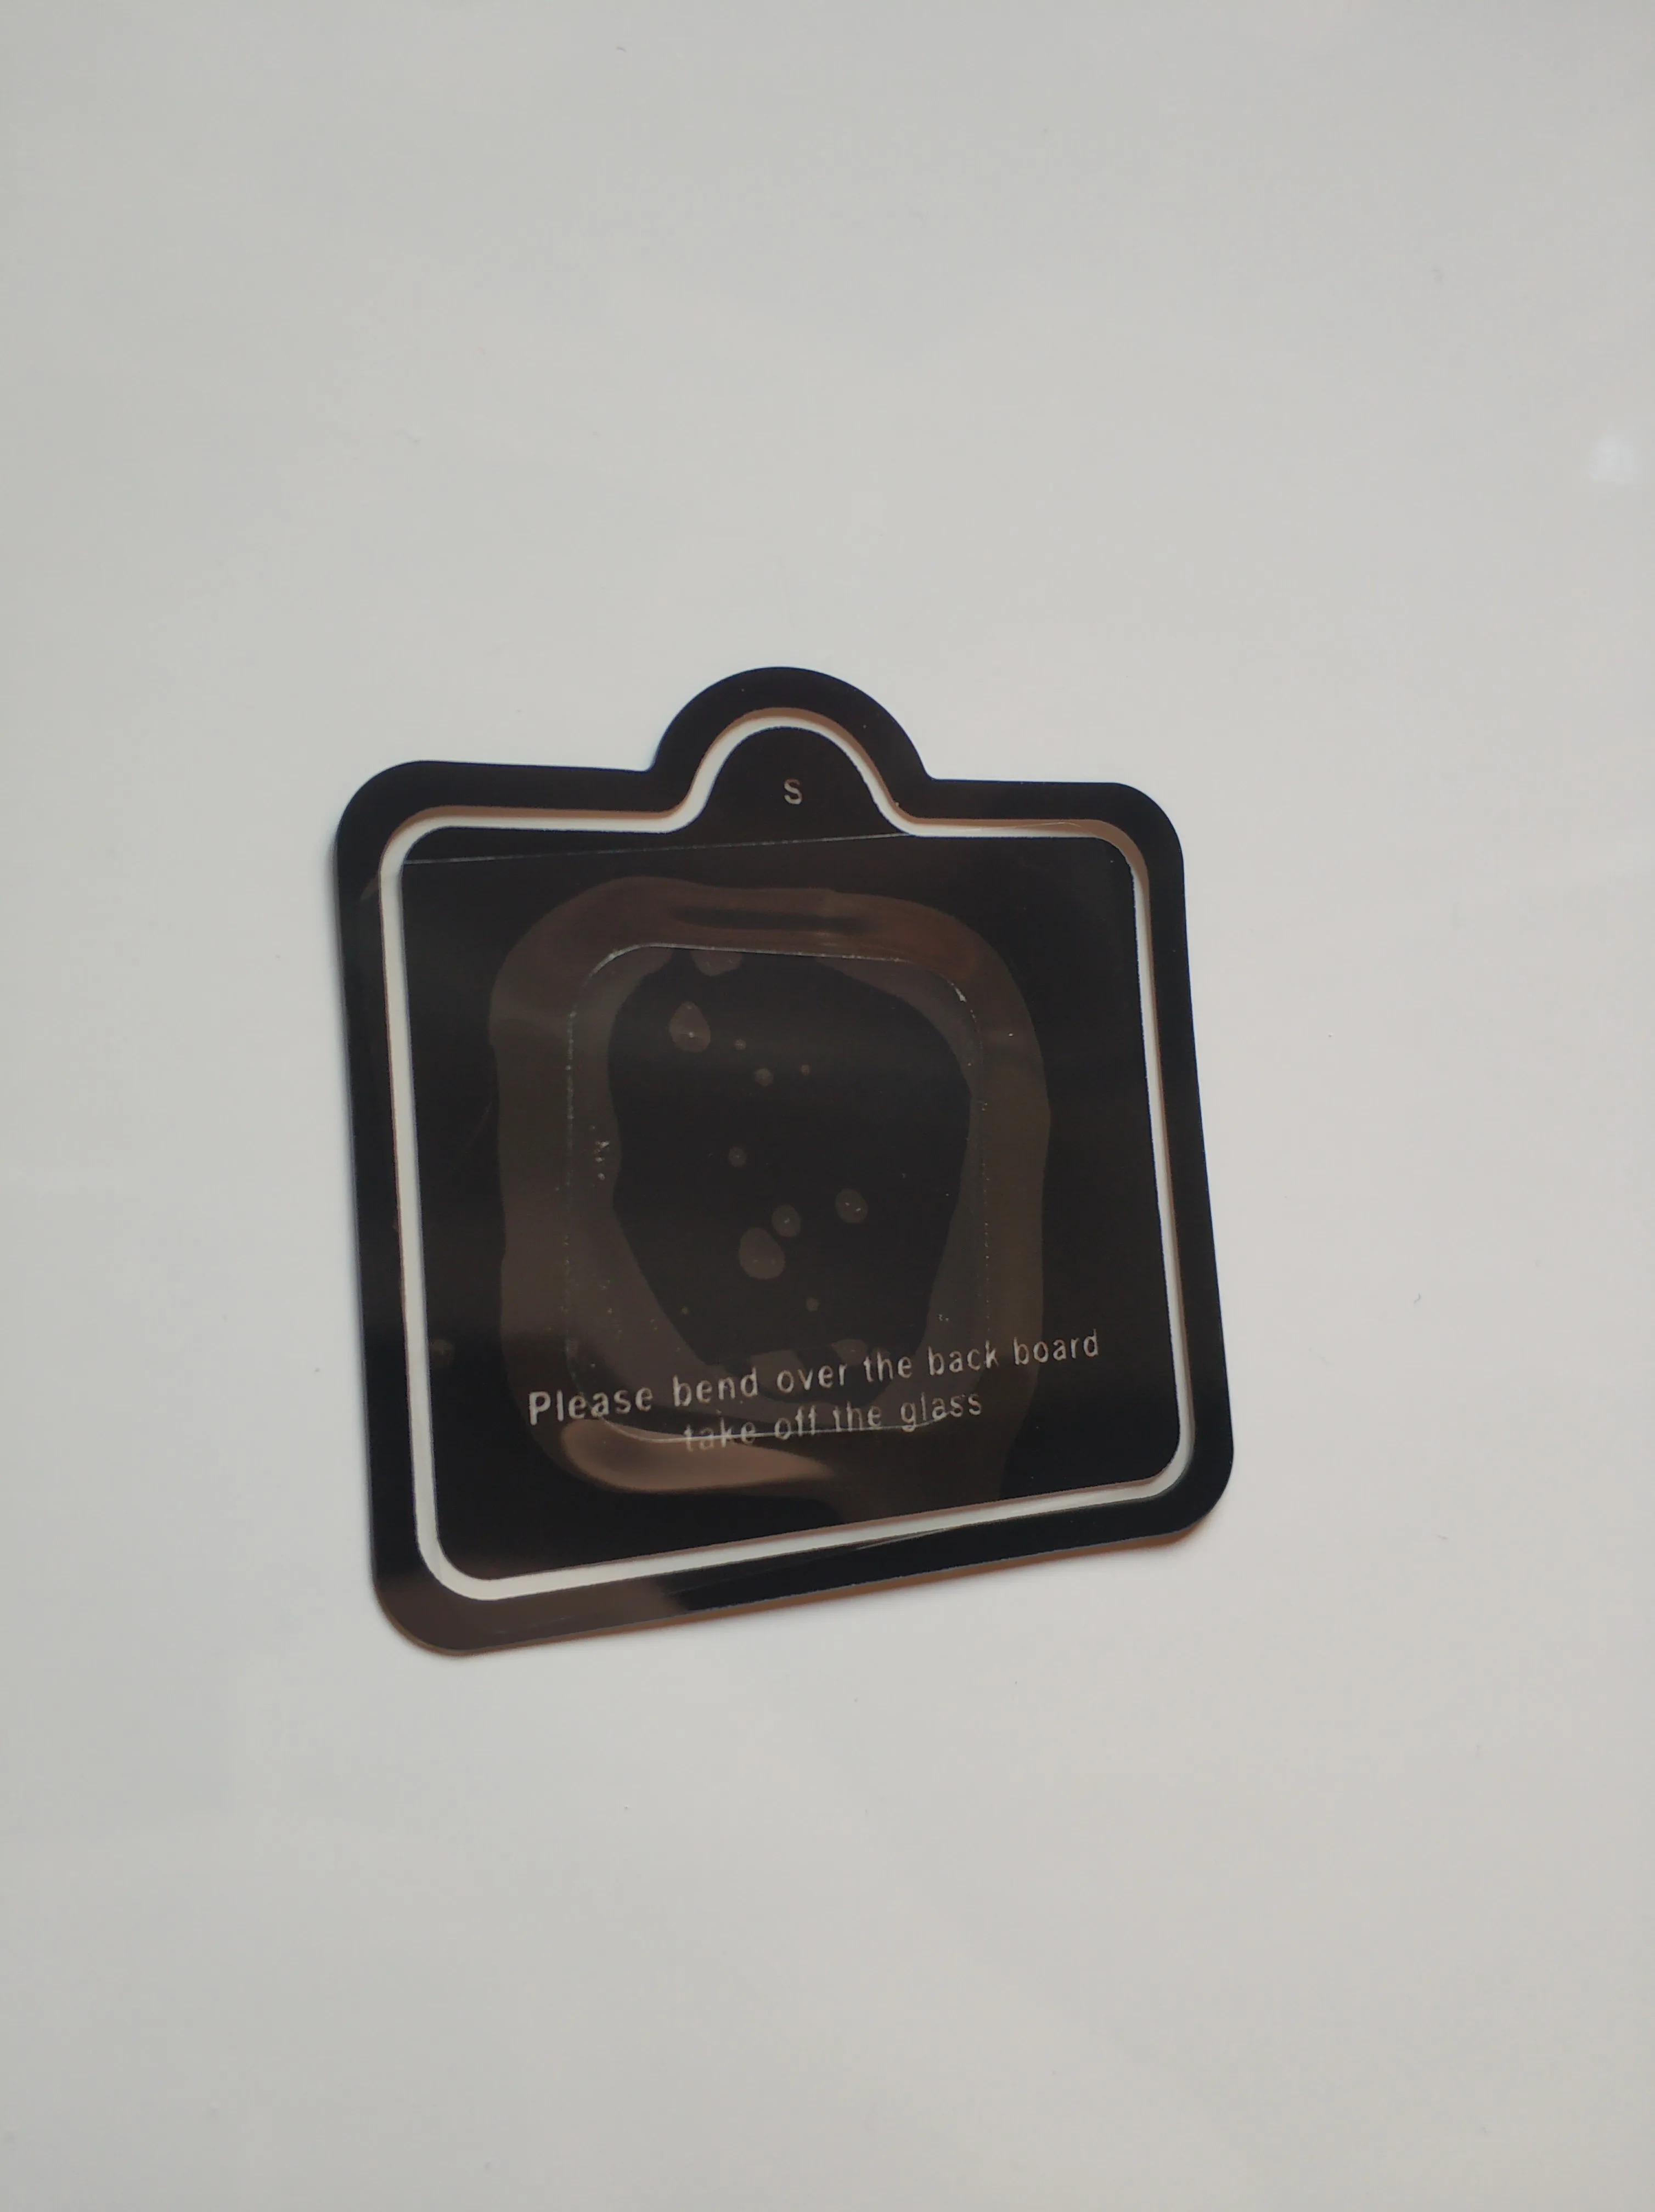 S
Please bend over the back board
take off the glass